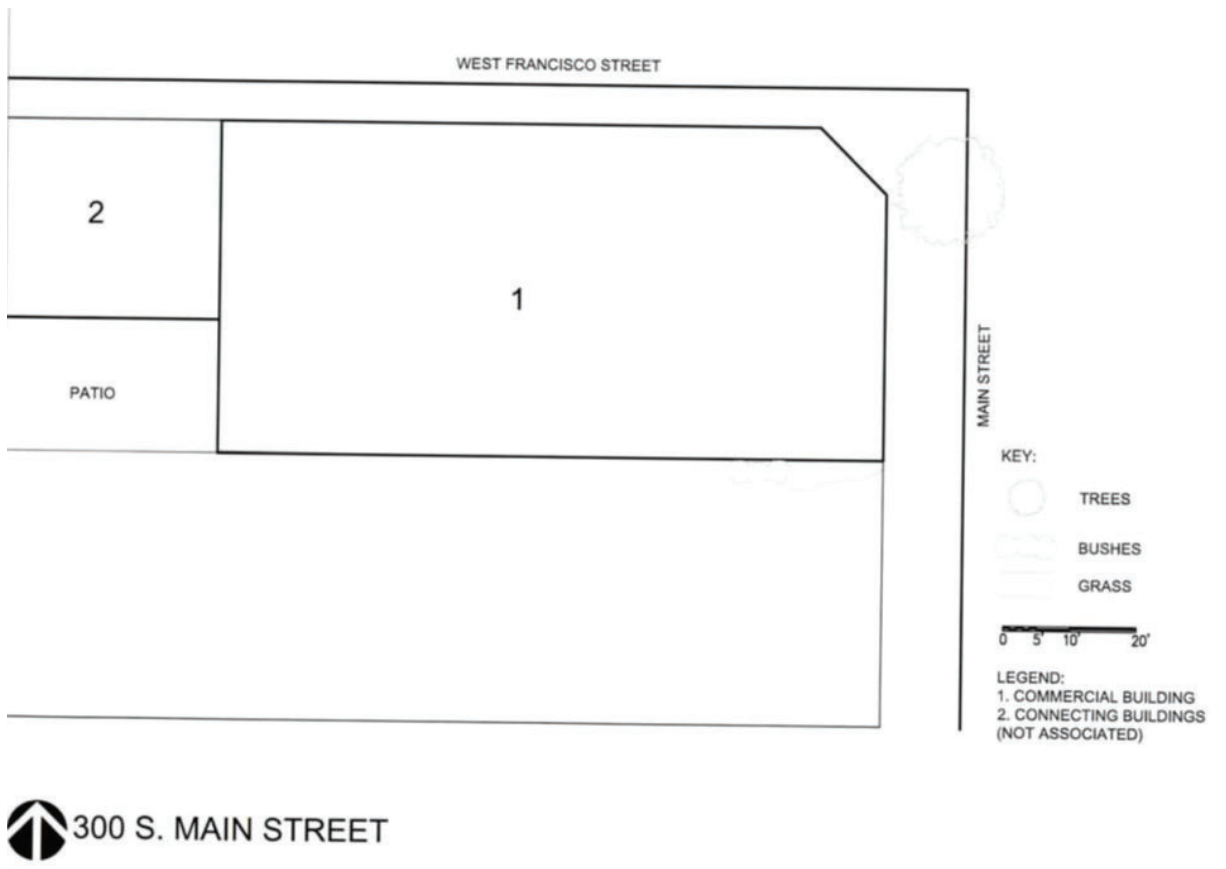 WEST FRANCISCO STREET
2
1
PATIO
MAIN STREET
KEY:
TREES
BUSHES
GRASS
0 5' 10' 20'
LEGEND:
1. COMMERCIAL BUILDING
2. CONNECTING BUILDINGS
(NOT ASSOCIATED)
300 S. MAIN STREET